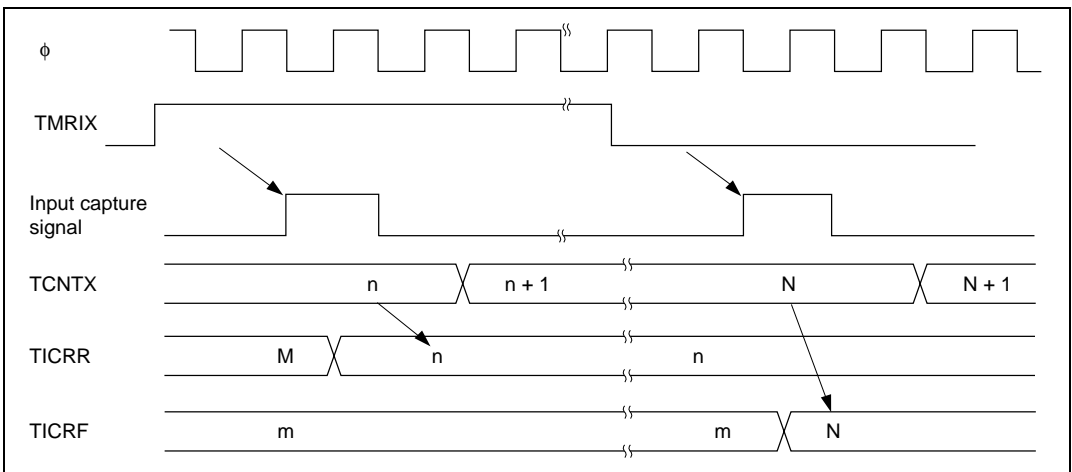 ϕ
TMRIX
Input capture
signal
TCNTX n n + 1 N N + 1
TICRR M n n
TICRF m m N